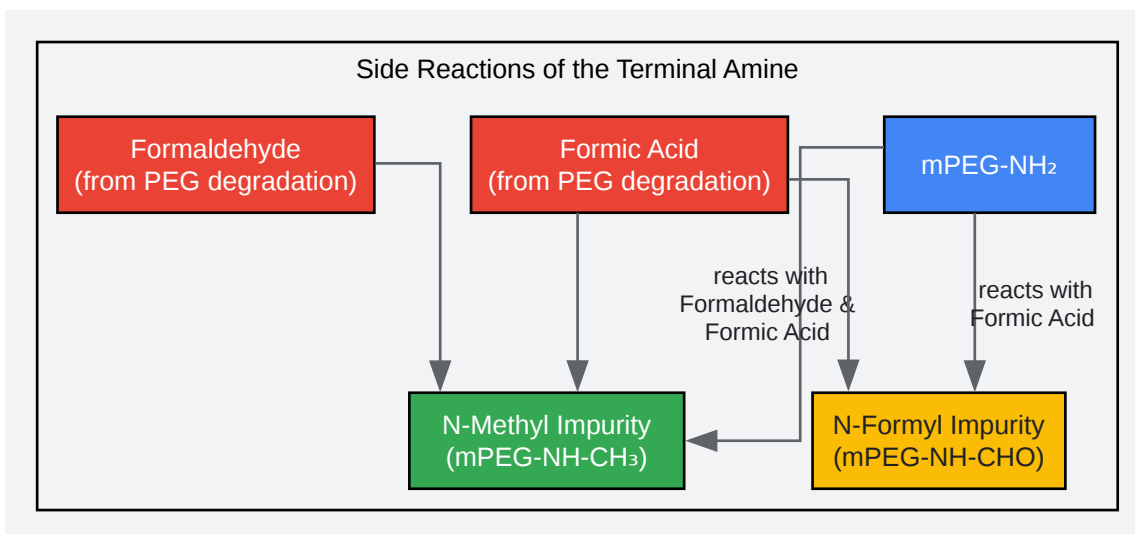 Side Reactions of the Terminal Amine
Formaldehyde
(from PEG degradation)
Formic Acid
(from PEG degradation)
mPEG-NH₂
reacts with
Formaldehyde &
Formic Acid
reacts with
Formic Acid
N-Methyl Impurity
(mPEG-NH-CH₃)
N-Formyl Impurity
(mPEG-NH-CHO)